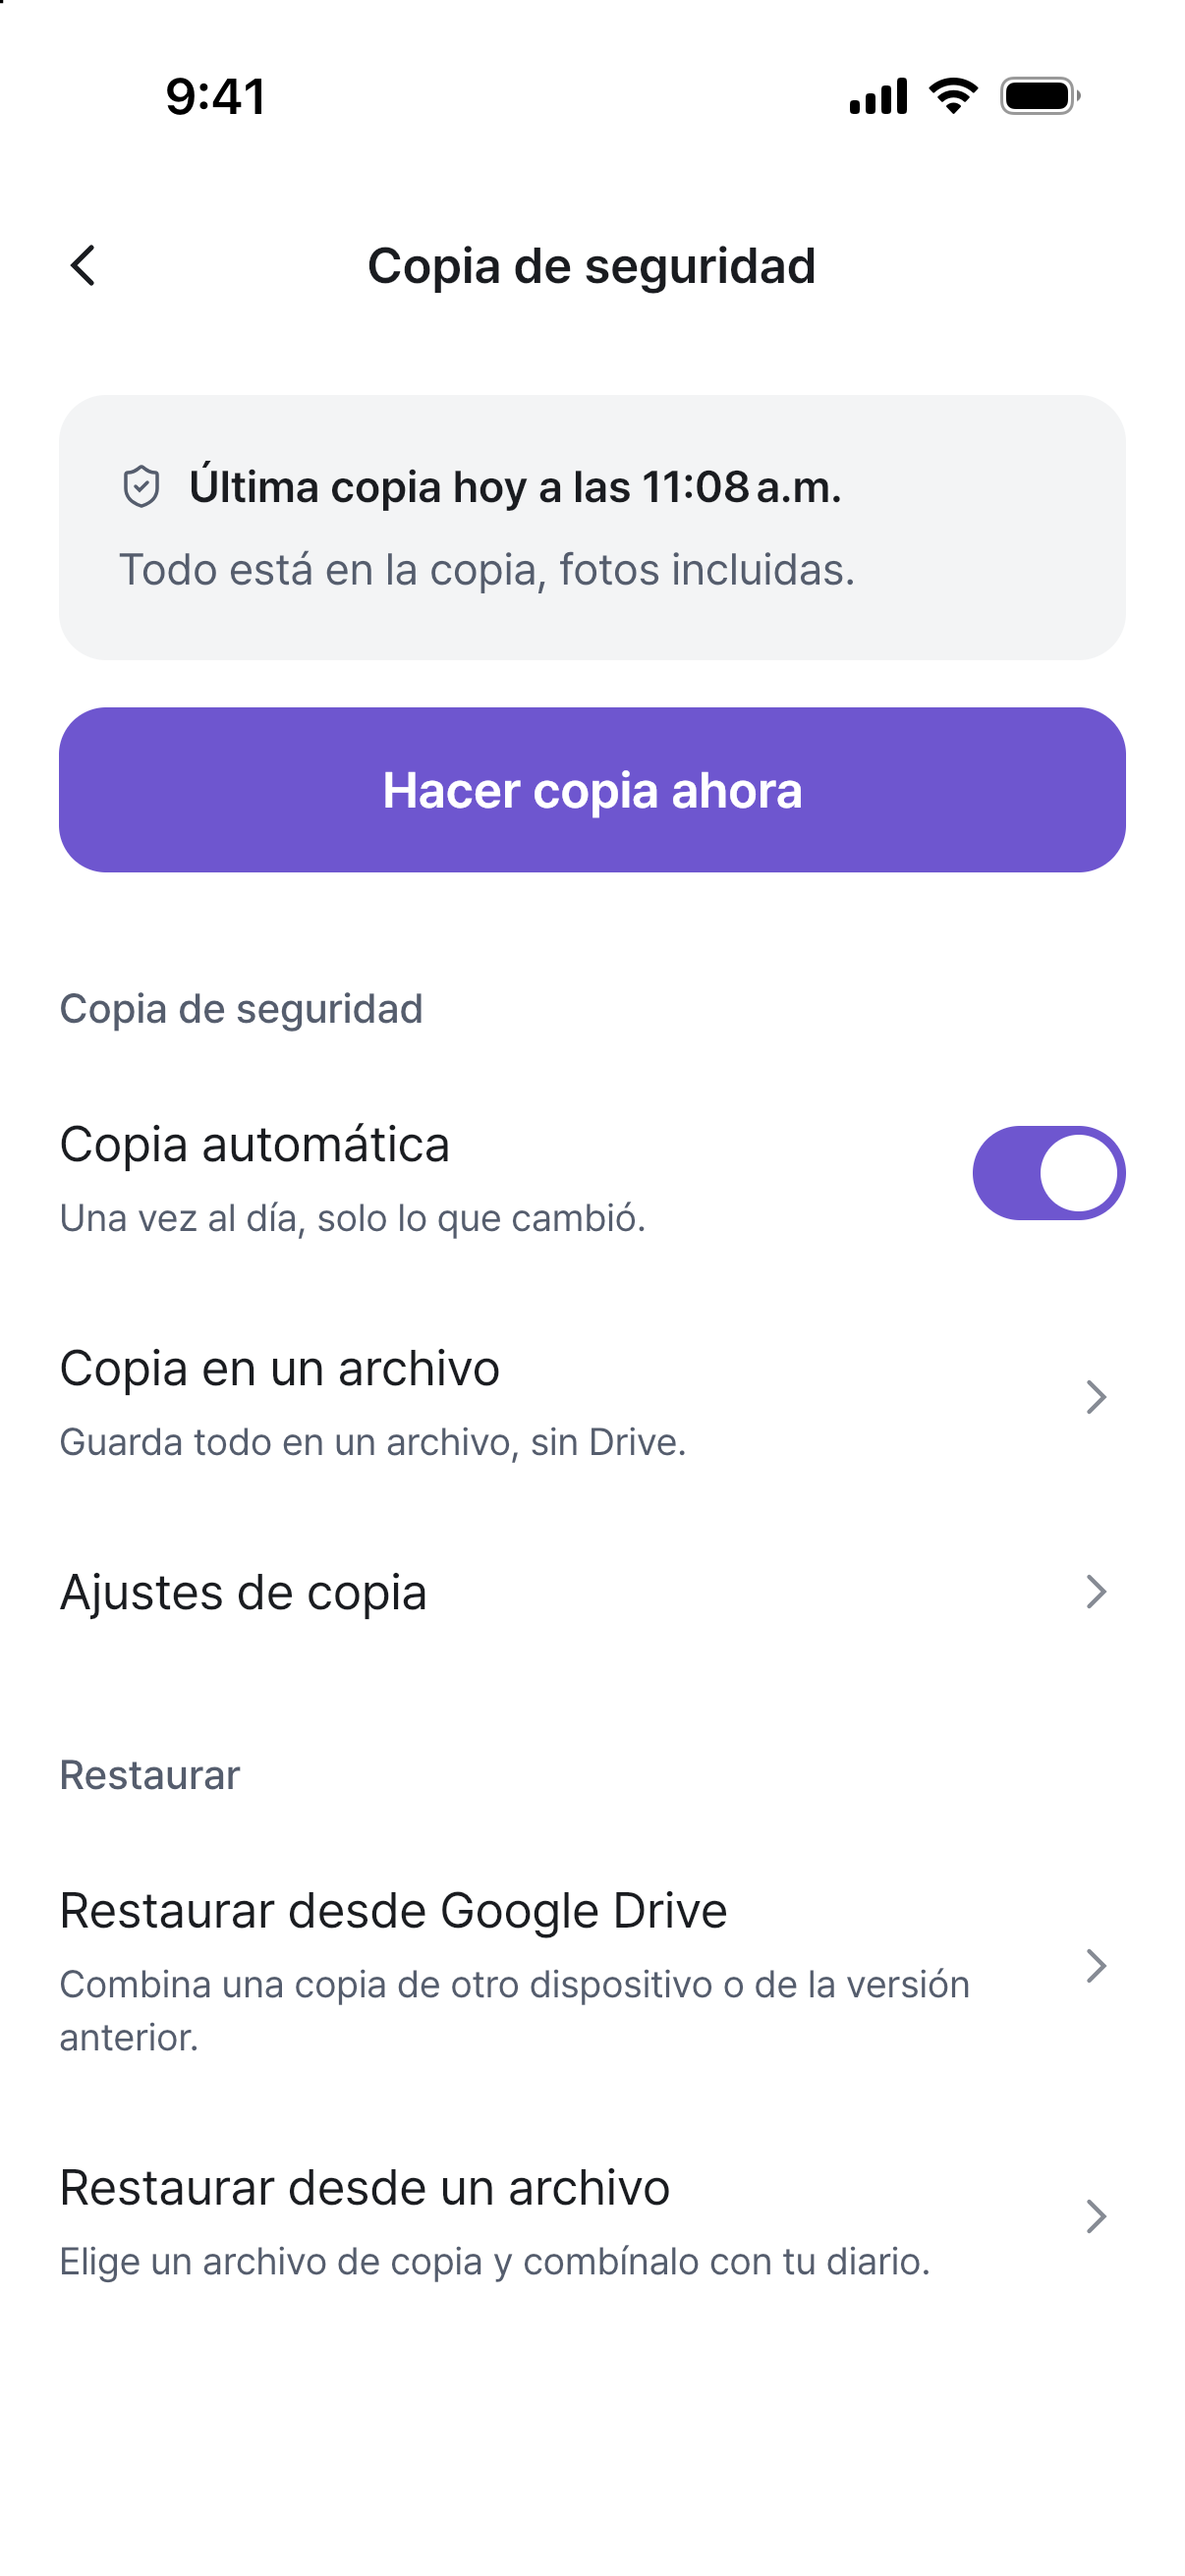 9:41
Copia de seguridad
Última copia hoy a las 11:08 a.m.
Todo está en la copia, fotos incluidas.
Hacer copia ahora
Copia de seguridad
Copia automática
Una vez al día, solo lo que cambió.
Copia en un archivo
Guarda todo en un archivo, sin Drive.
Ajustes de copia
Restaurar
Restaurar desde Google Drive
Combina una copia de otro dispositivo o de la versión
anterior.
Restaurar desde un archivo
Elige un archivo de copia y combínalo con tu diario.